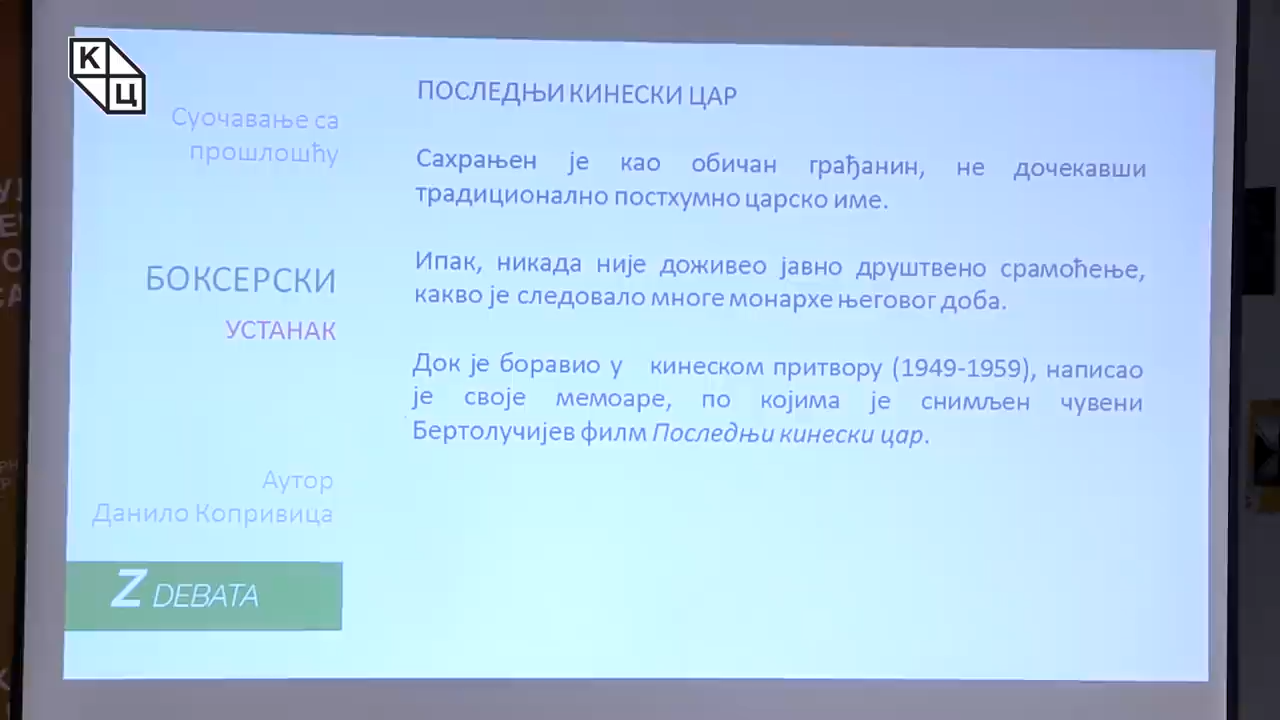 К
Ц
Суочавање са
прошлошћу
БОКСЕРСКИ
УСТАНАК
Аутор
Данило Копривица
Z DEBATA
ПОСЛЕДЊИ КИНЕСКИ ЦАР
Сахрањен је као обичан грађанин, не дочекавши
традиционално постхумно царско име.
Ипак, никада није доживео јавно друштвено срамоћење,
какво је следовало многе монархе његовог доба.
Док је боравио у кинеском притвору (1949-1959), написао
је своје мемоаре, по којима је снимљен чувени
Бертолучијев филм Последњи кинески цар.